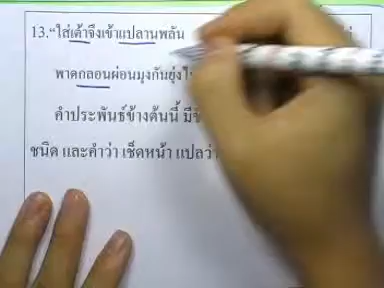 13.“ใส่เต้าจึงเข้าแปลานพลัน
พาดกลอนผ่อนมุงกันยุ่ง
คำประพันธ์ข้างต้นนี้ มี
ชนิด และคำว่า เช็ดหน้า แปลว่า